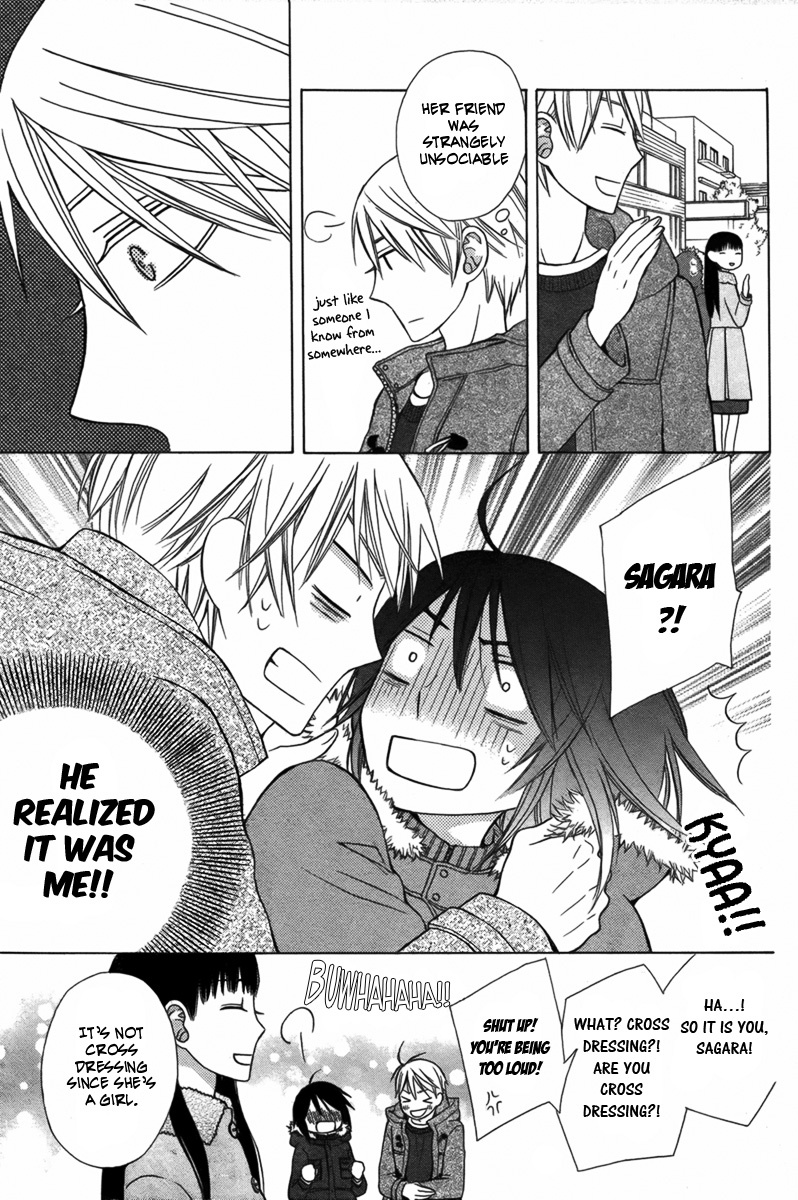 HER FRIEND
WAS
STRANGELY
UNSOCIABLE
just like
someone I
know from
somewhere...
SAGARA
?!
HE
REALIZED
IT WAS
ME!!
KYAA!!
HA...!
SO IT IS YOU,
SAGARA!
WHAT? CROSS
DRESSING?!
ARE YOU
CROSS
DRESSING?!
SHUT UP!
YOU'RE BEING
TOO LOUD!
BUWHAHAHA!!
IT'S NOT
CROSS
DRESSING
SINCE SHE'S
A GIRL.